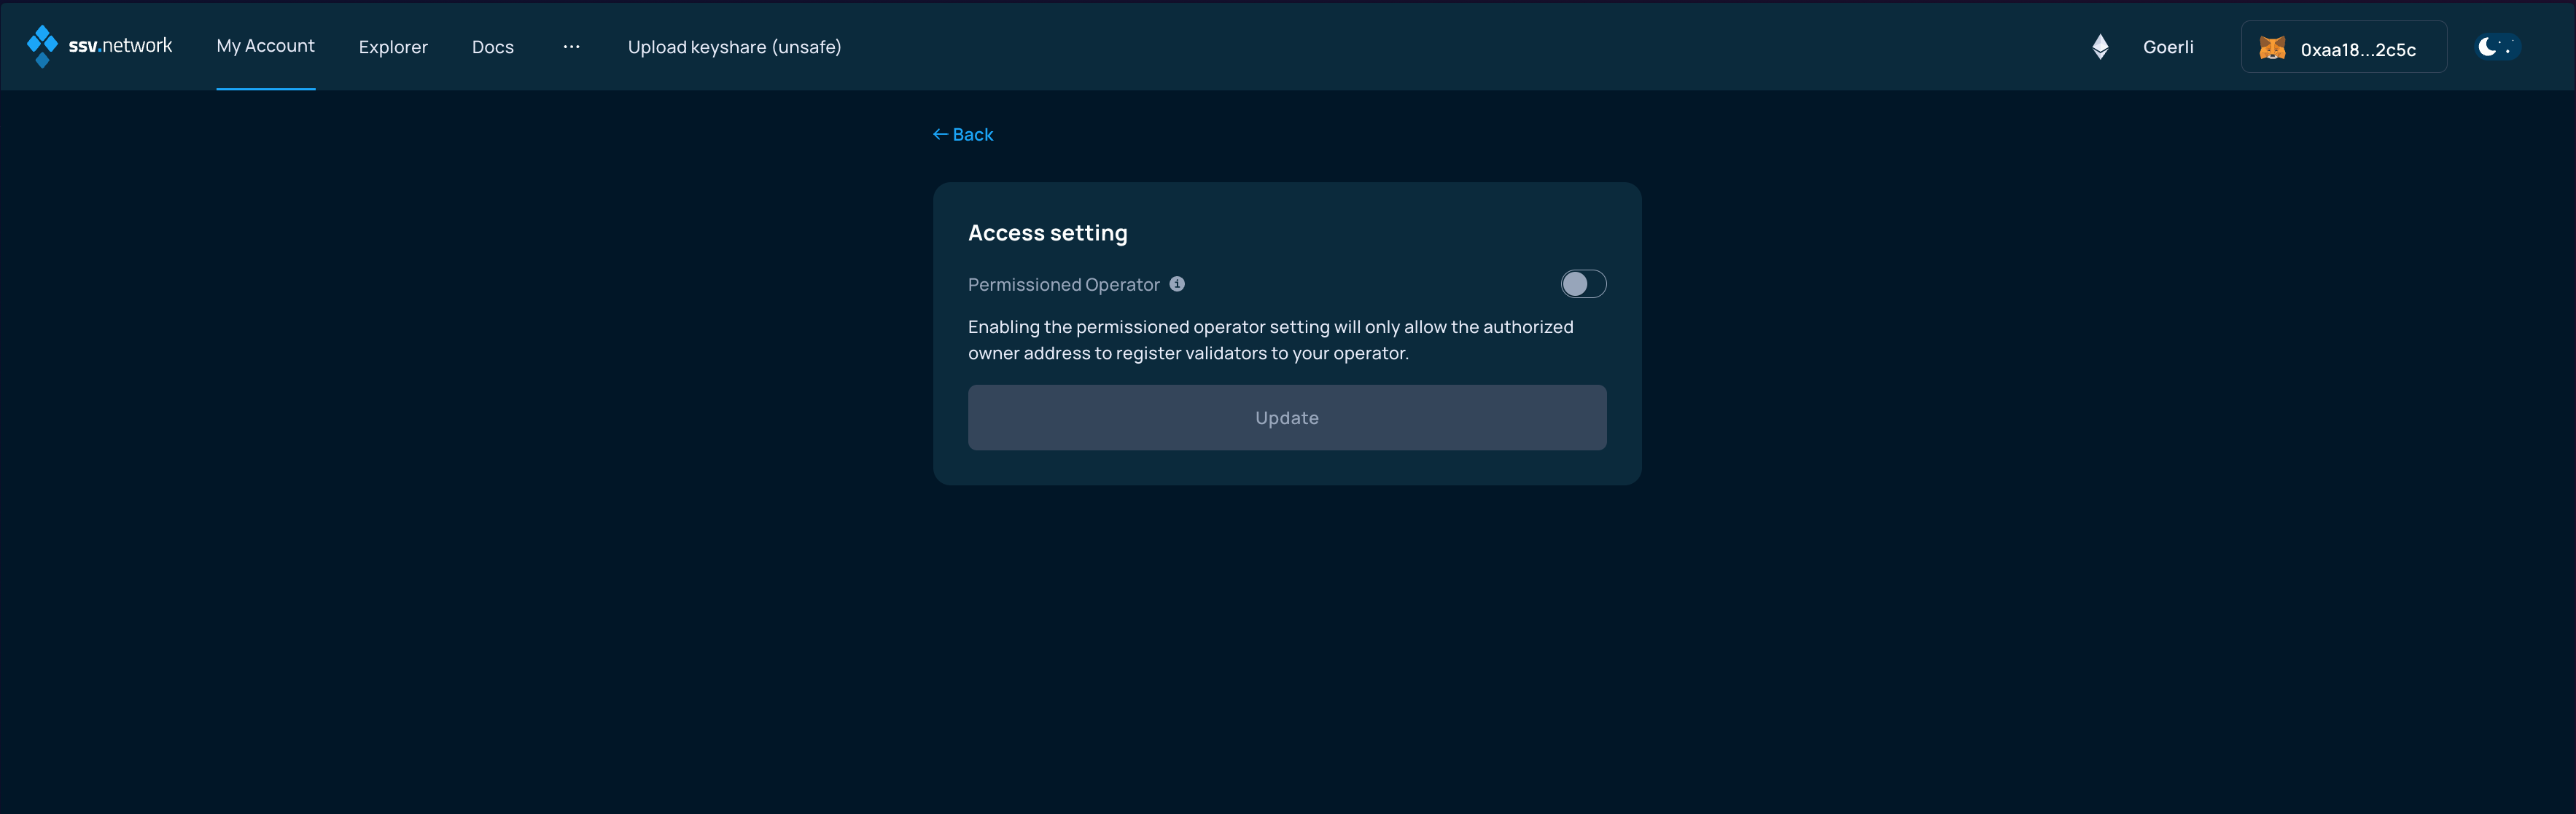 ssv.network
My Account
Explorer
Docs
...
Upload keyshare (unsafe)
Goerli
0xaa18...2c5c
← Back
Access setting
Permissioned Operator
Enabling the permissioned operator setting will only allow the authorized
owner address to register validators to your operator.
Update